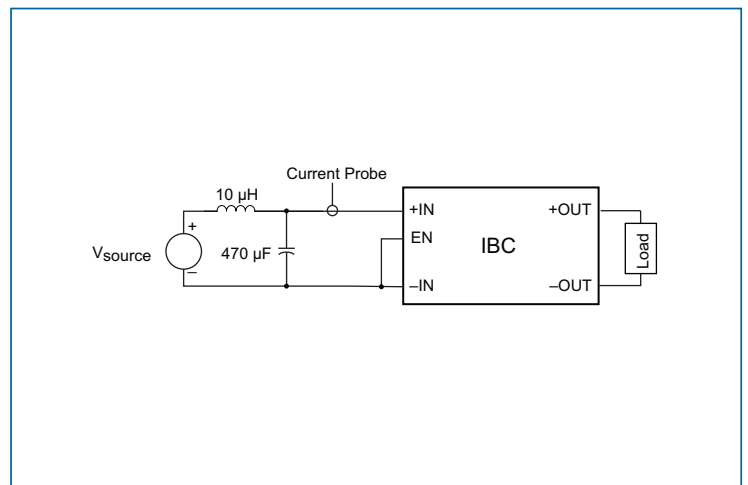 Current Probe
10 µH
+IN
+OUT
+
EN
Vsource
470 µF
IBC
Load
–
–IN
–OUT